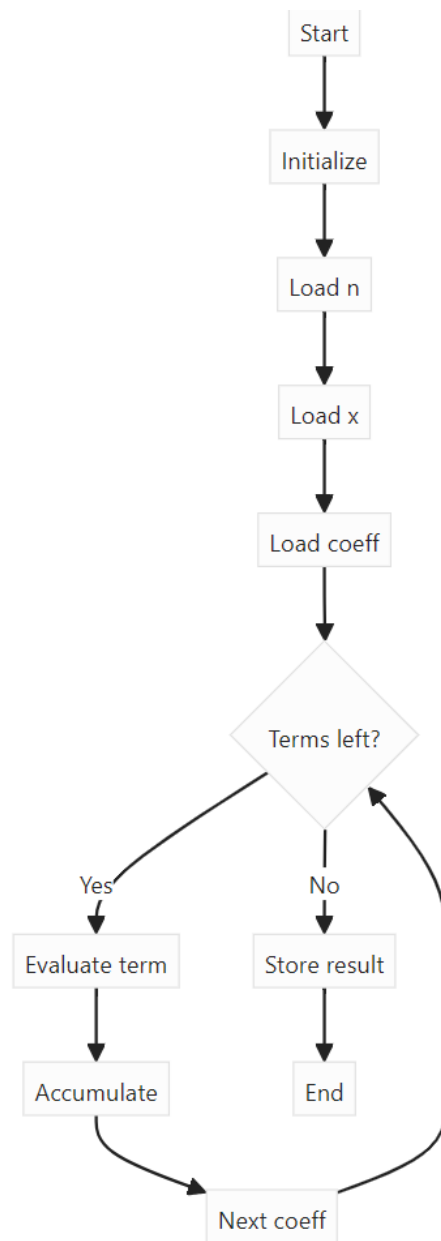 Start
Initialize
Load n
Load x
Load coeff
Terms left?
Yes
No
Evaluate term
Store result
Accumulate
End
Next coeff